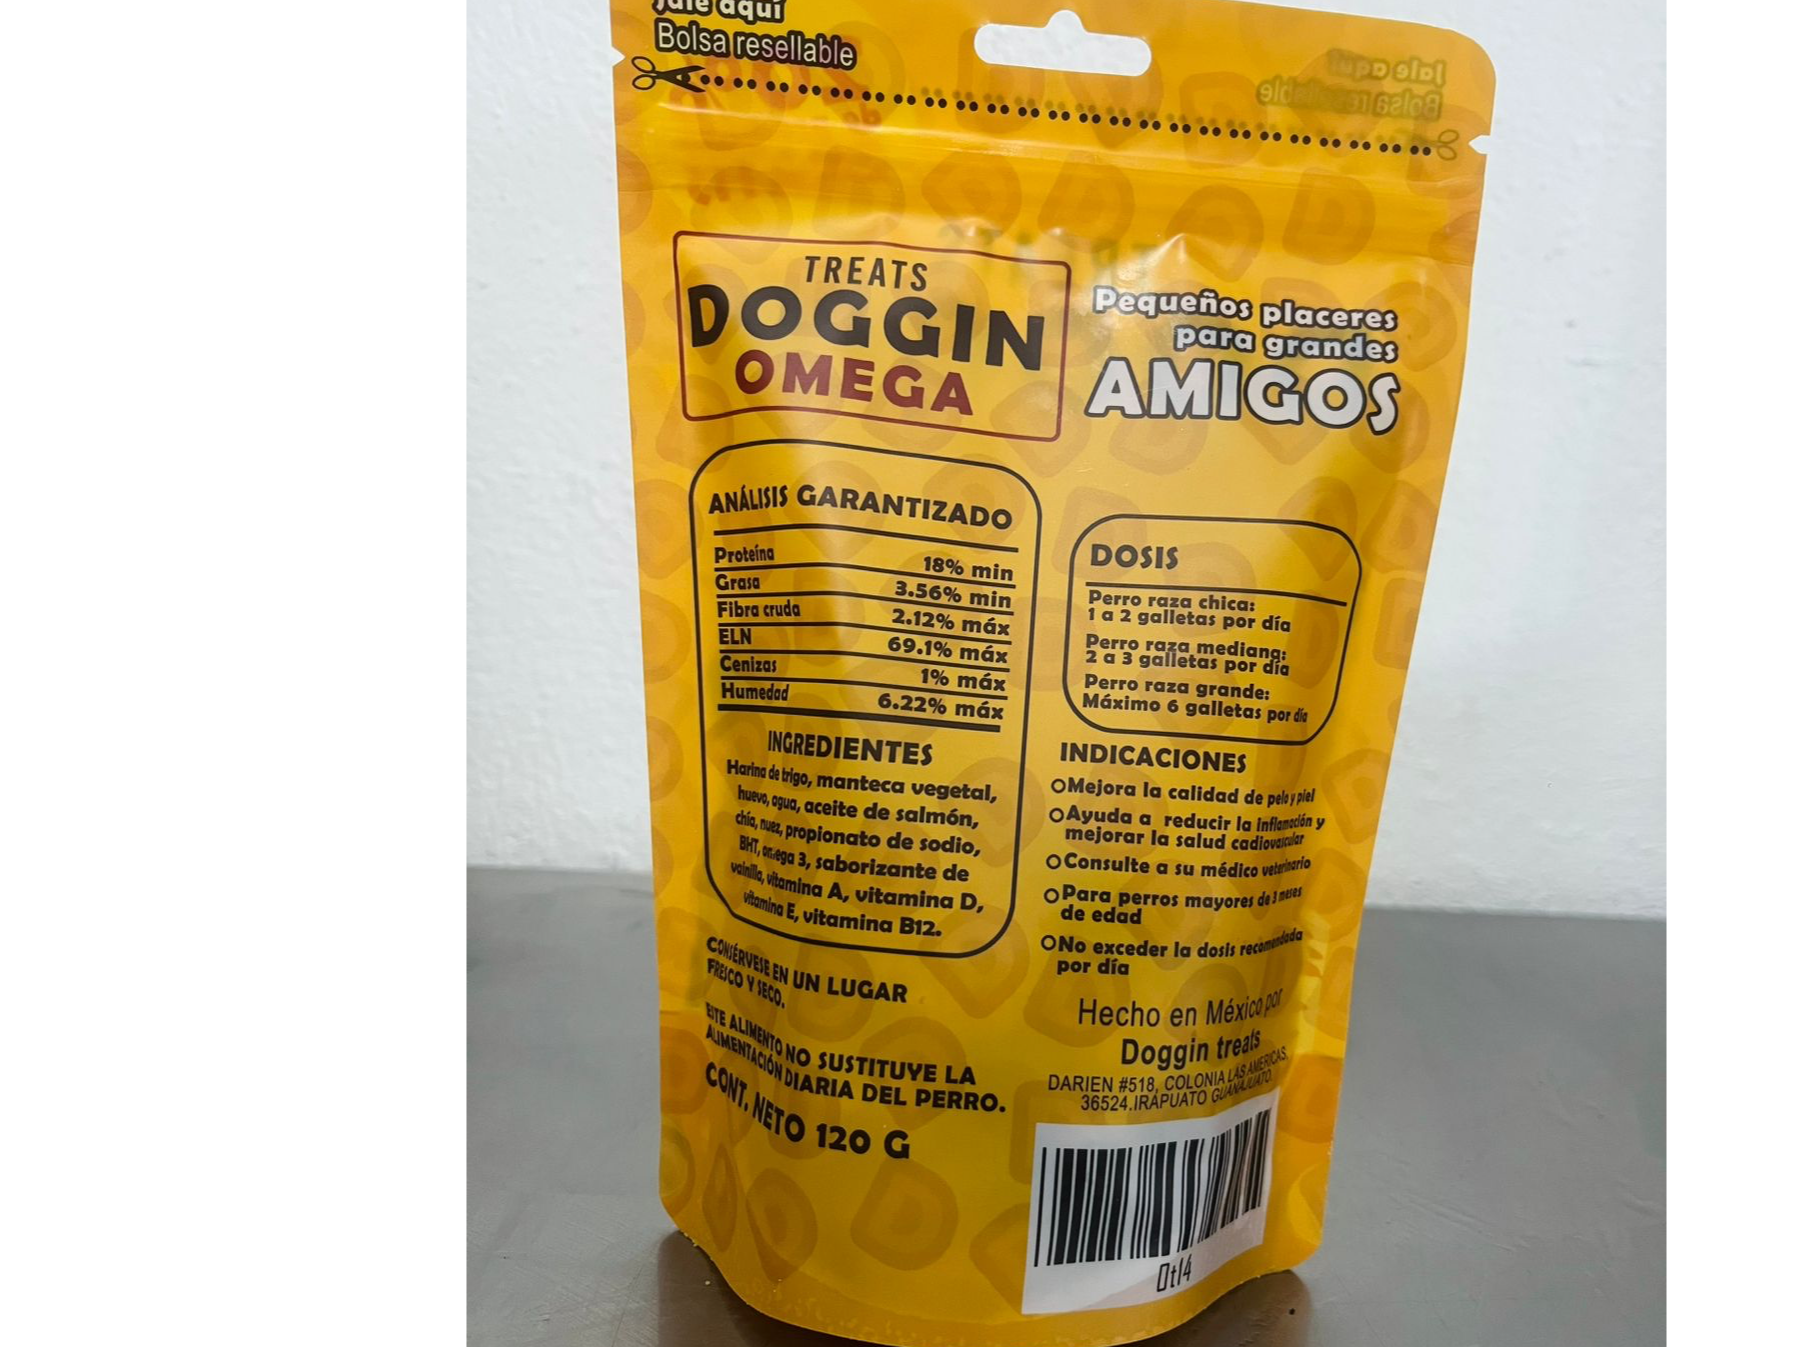 Jale aquí
Bolsa resellable
Jale aquí
Bolsa resellable
TREATS
DOGGIN
OMEGA
Pequeños placeres
para grandes
AMIGOS
ANÁLISIS GARANTIZADO
Proteína 18% min
Grasa 3.56% min
Fibra cruda 2.12% máx
ELN 69.1% máx
Cenizas 1% máx
Humedad 6.22% máx
INGREDIENTES
Harina de trigo, manteca vegetal,
huevo, agua, aceite de salmón,
chía, nuez, propionato de sodio,
BHT, omega 3, saborizante de
vainilla, vitamina A, vitamina D,
vitamina E, vitamina B12.
CONSÉRVESE EN UN LUGAR
FRESCO Y SECO.
ESTE ALIMENTO NO SUSTITUYE LA
ALIMENTACIÓN DIARIA DEL PERRO.
CONT. NETO 120 G
DOSIS
Perro raza chica:
1 a 2 galletas por día
Perro raza mediana:
2 a 3 galletas por día
Perro raza grande:
Máximo 6 galletas por día
INDICACIONES
Mejora la calidad de pelo y piel
Ayuda a reducir la inflamación y
mejorar la salud cadiovascular
Consulte a su médico veterinario
Para perros mayores de 3 meses
de edad
No exceder la dosis recomendada
por día
Hecho en México por
Doggin treats
DARIEN #518, COLONIA LAS AMERICAS,
36524.IRAPUATO GUANAJUATO.
Dt14